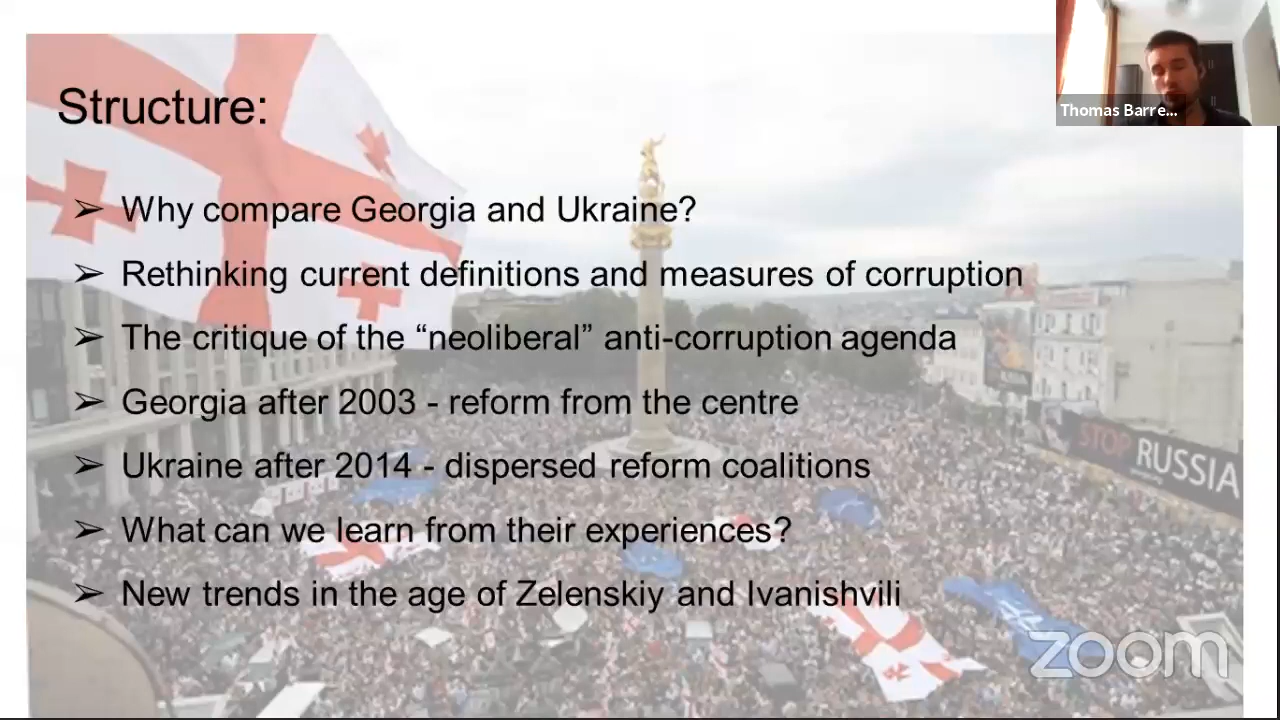 Structure:
Thomas Barre...
➢ Why compare Georgia and Ukraine?
➢ Rethinking current definitions and measures of corruption
➢ The critique of the “neoliberal” anti-corruption agenda
➢ Georgia after 2003 - reform from the centre
➢ Ukraine after 2014 - dispersed reform coalitions
➢ What can we learn from their experiences?
➢ New trends in the age of Zelenskiy and Ivanishvili
STOP RUSSIA
zoom